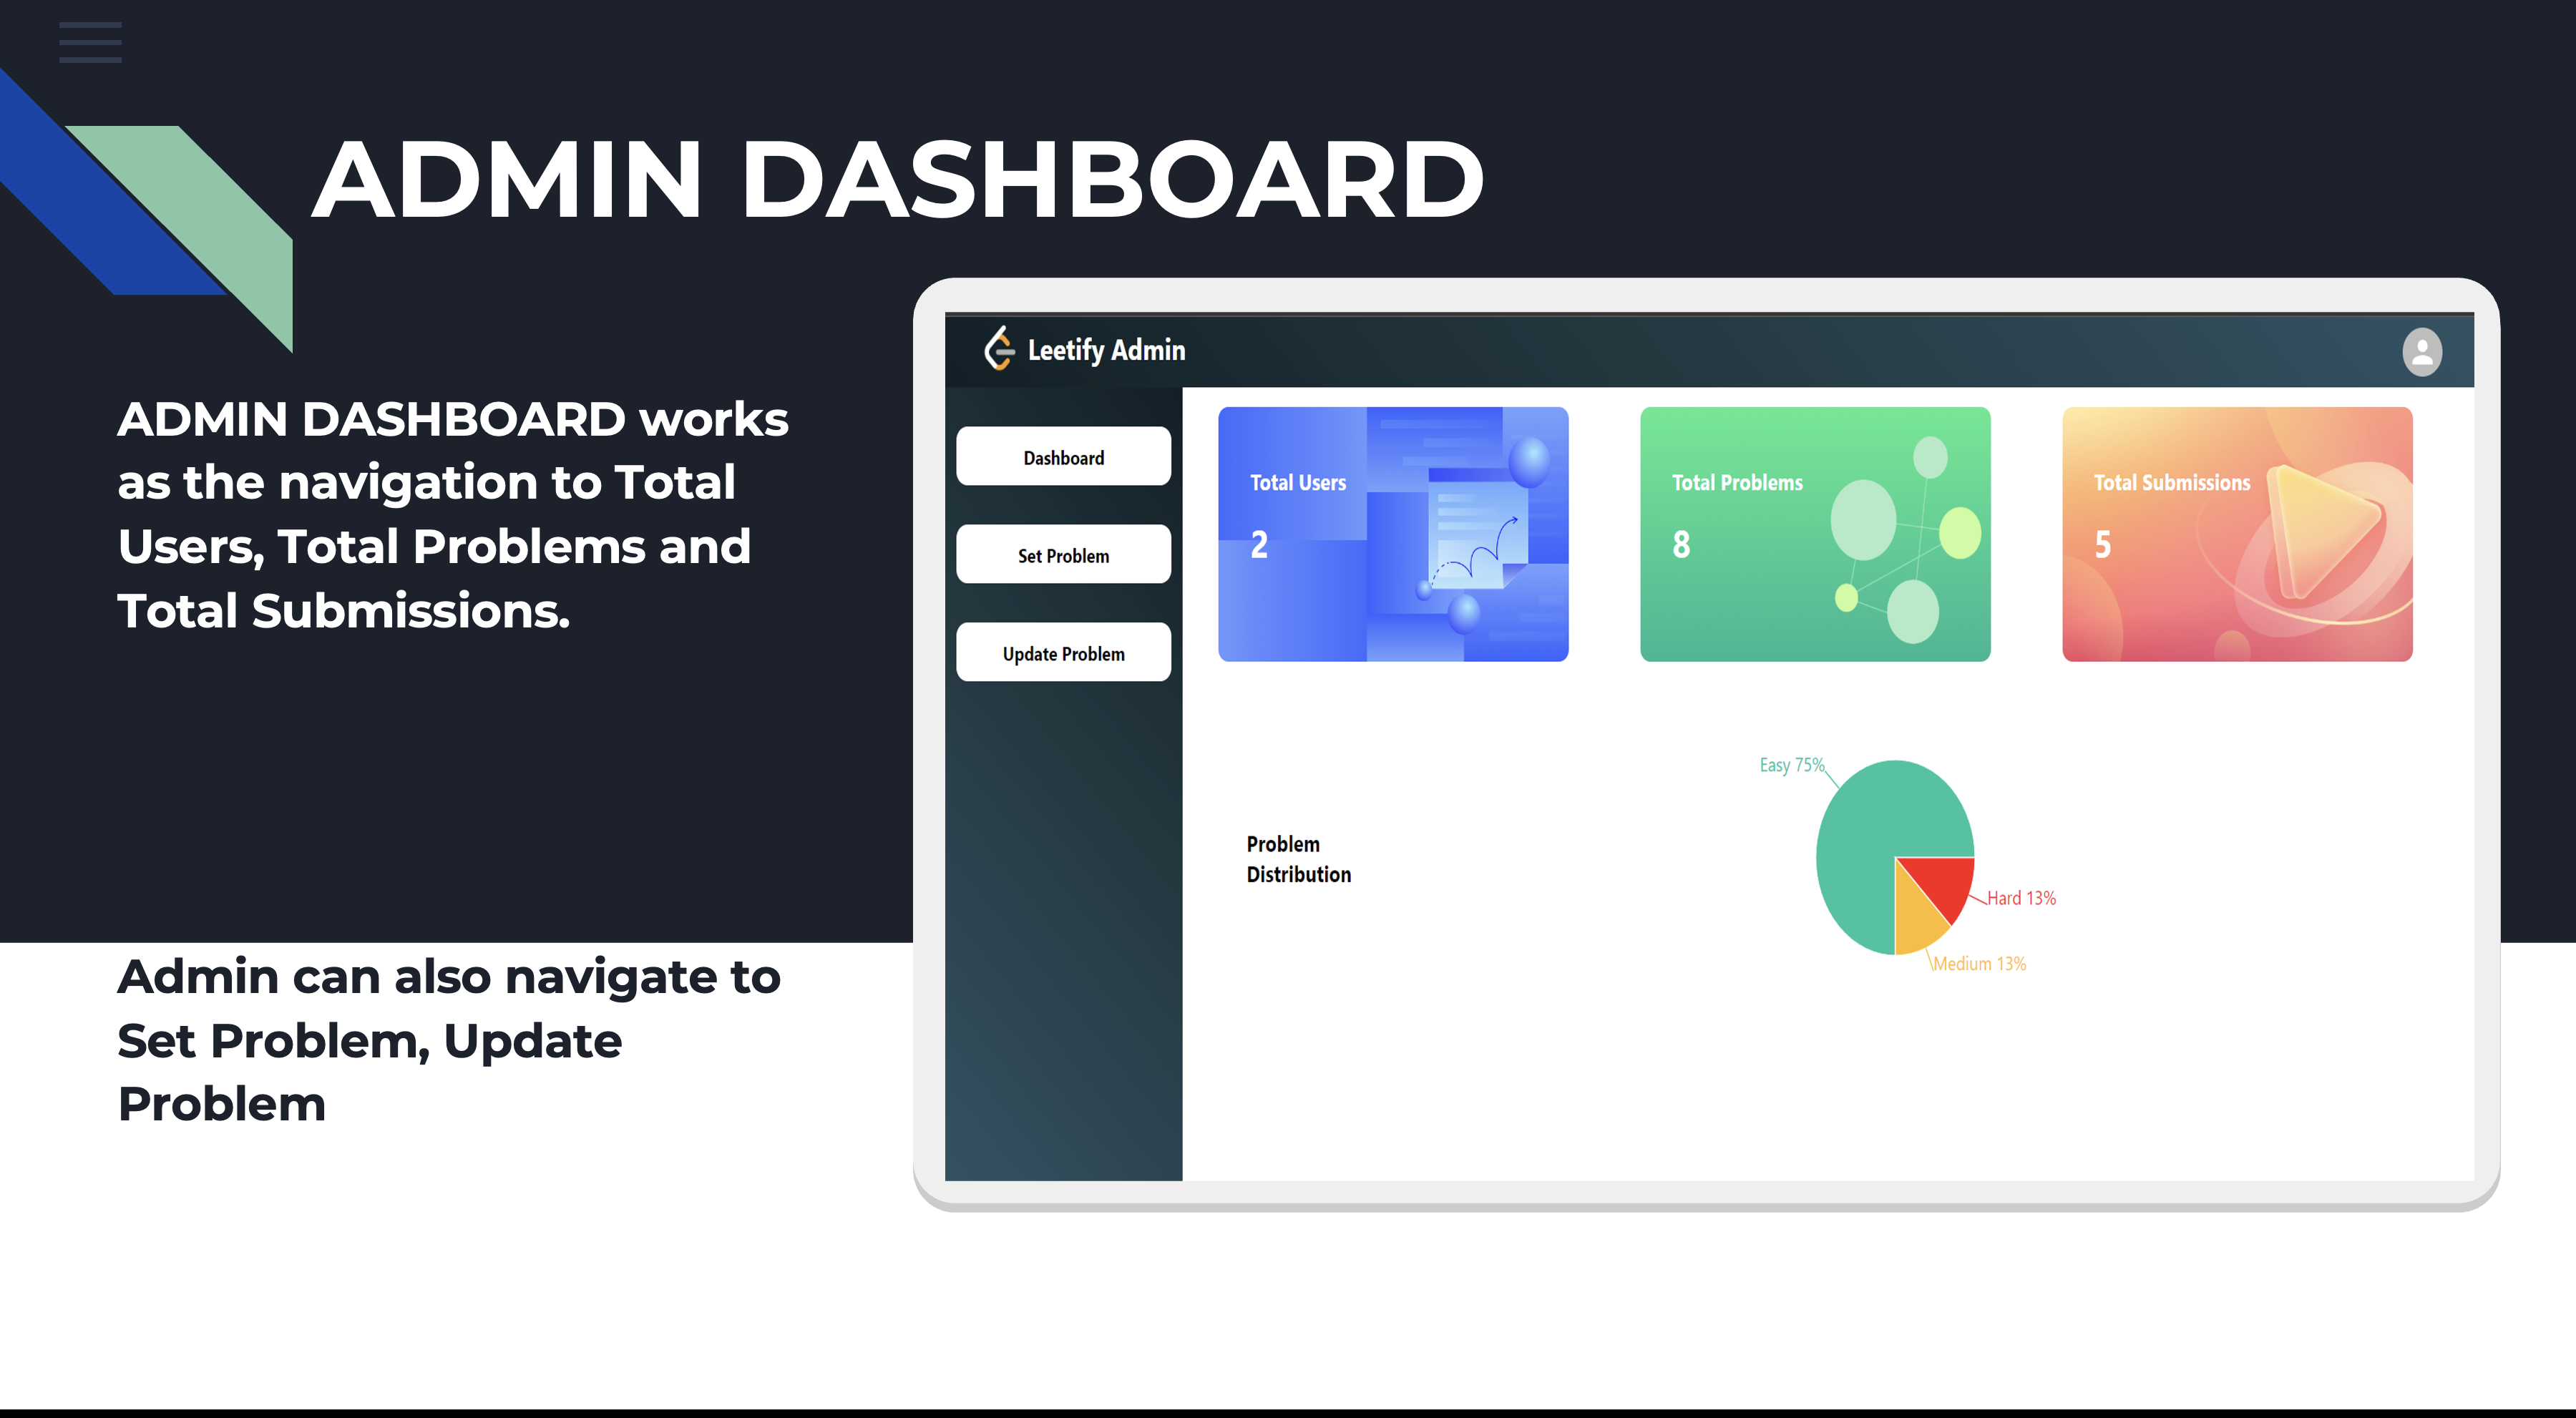 ADMIN DASHBOARD
ADMIN DASHBOARD works
as the navigation to Total
Users, Total Problems and
Total Submissions.
Admin can also navigate to
Set Problem, Update
Problem
Leetify Admin
Dashboard
Set Problem
Update Problem
Total Users
2
Total Problems
8
Total Submissions
5
Problem
Distribution
Easy 75%
Hard 13%
Medium 13%